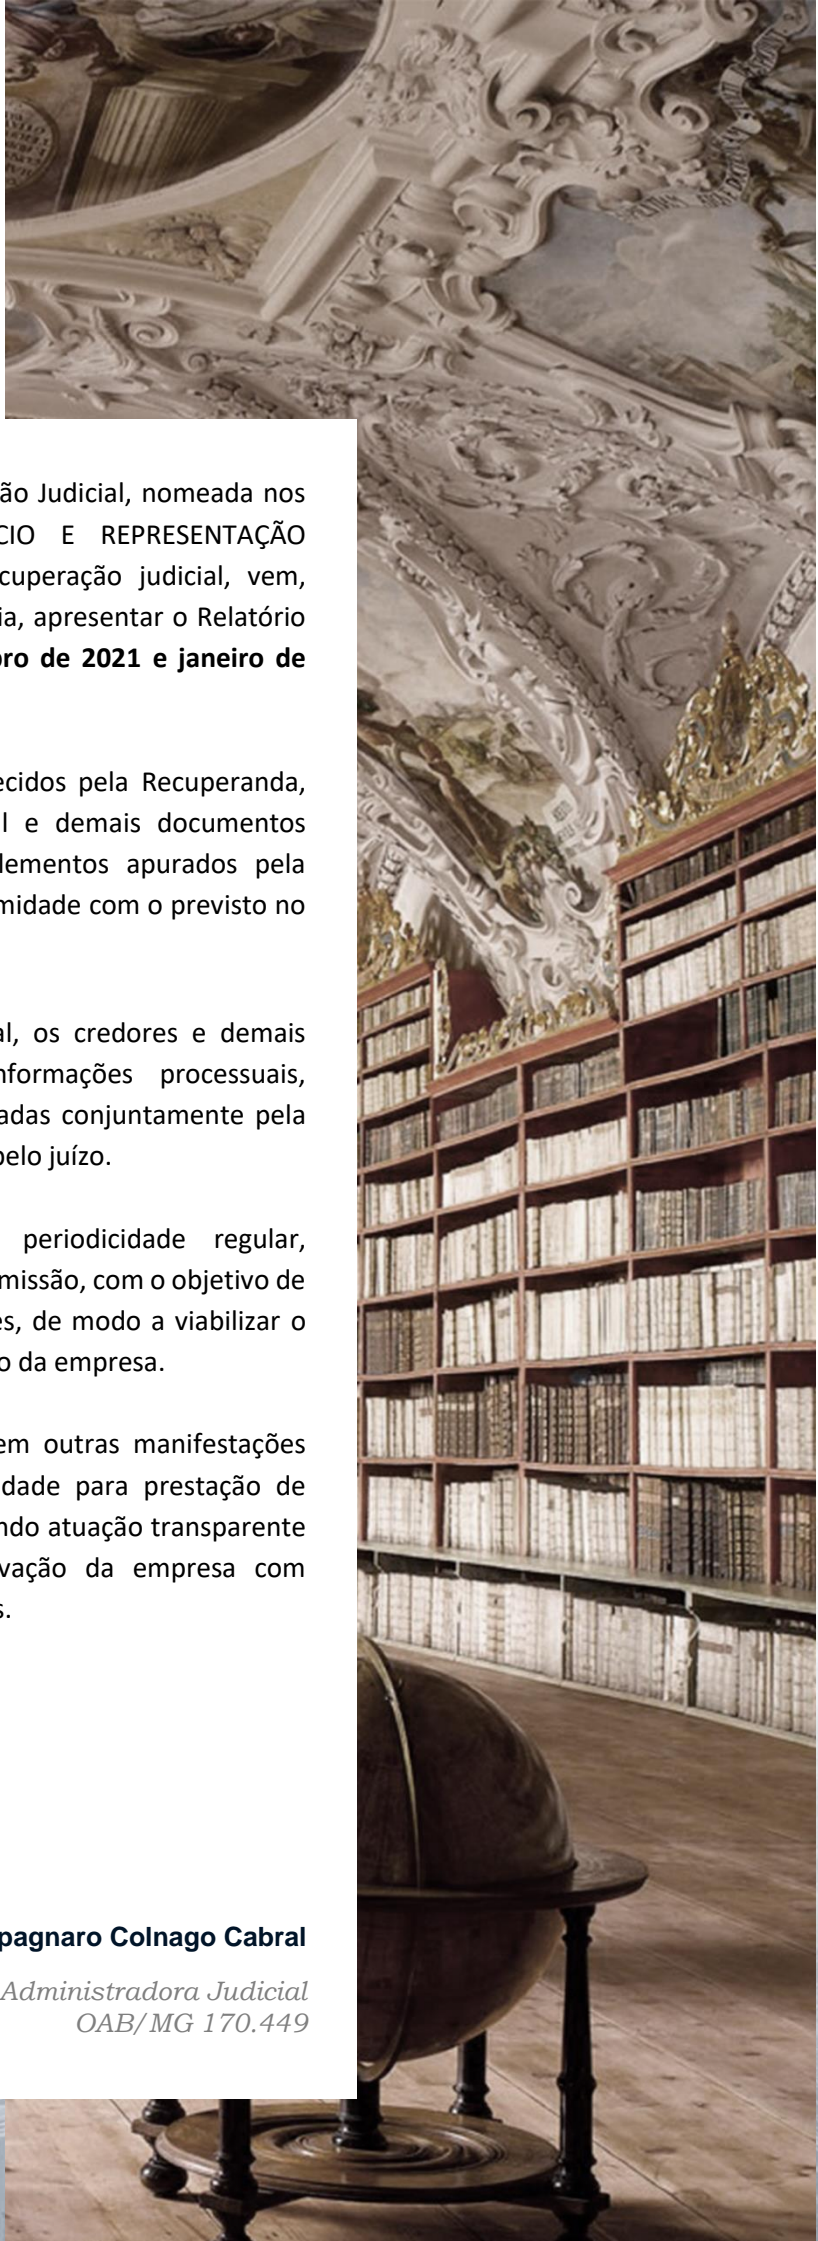 ão Judicial, nomeada nos
CIO E REPRESENTAÇÃO
cuperação judicial, vem,
ia, apresentar o Relatório
bro de 2021 e janeiro de
ecidos pela Recuperanda,
l e demais documentos
lementos apurados pela
midade com o previsto no
al, os credores e demais
nformações processuais,
adas conjuntamente pela
pelo juízo.
periodicidade regular,
missão, com o objetivo de
es, de modo a viabilizar o
o da empresa.
em outras manifestações
dade para prestação de
ndo atuação transparente
vação da empresa com
s.
pagnaro Colnago Cabral
Administradora Judicial
OAB/MG 170.449